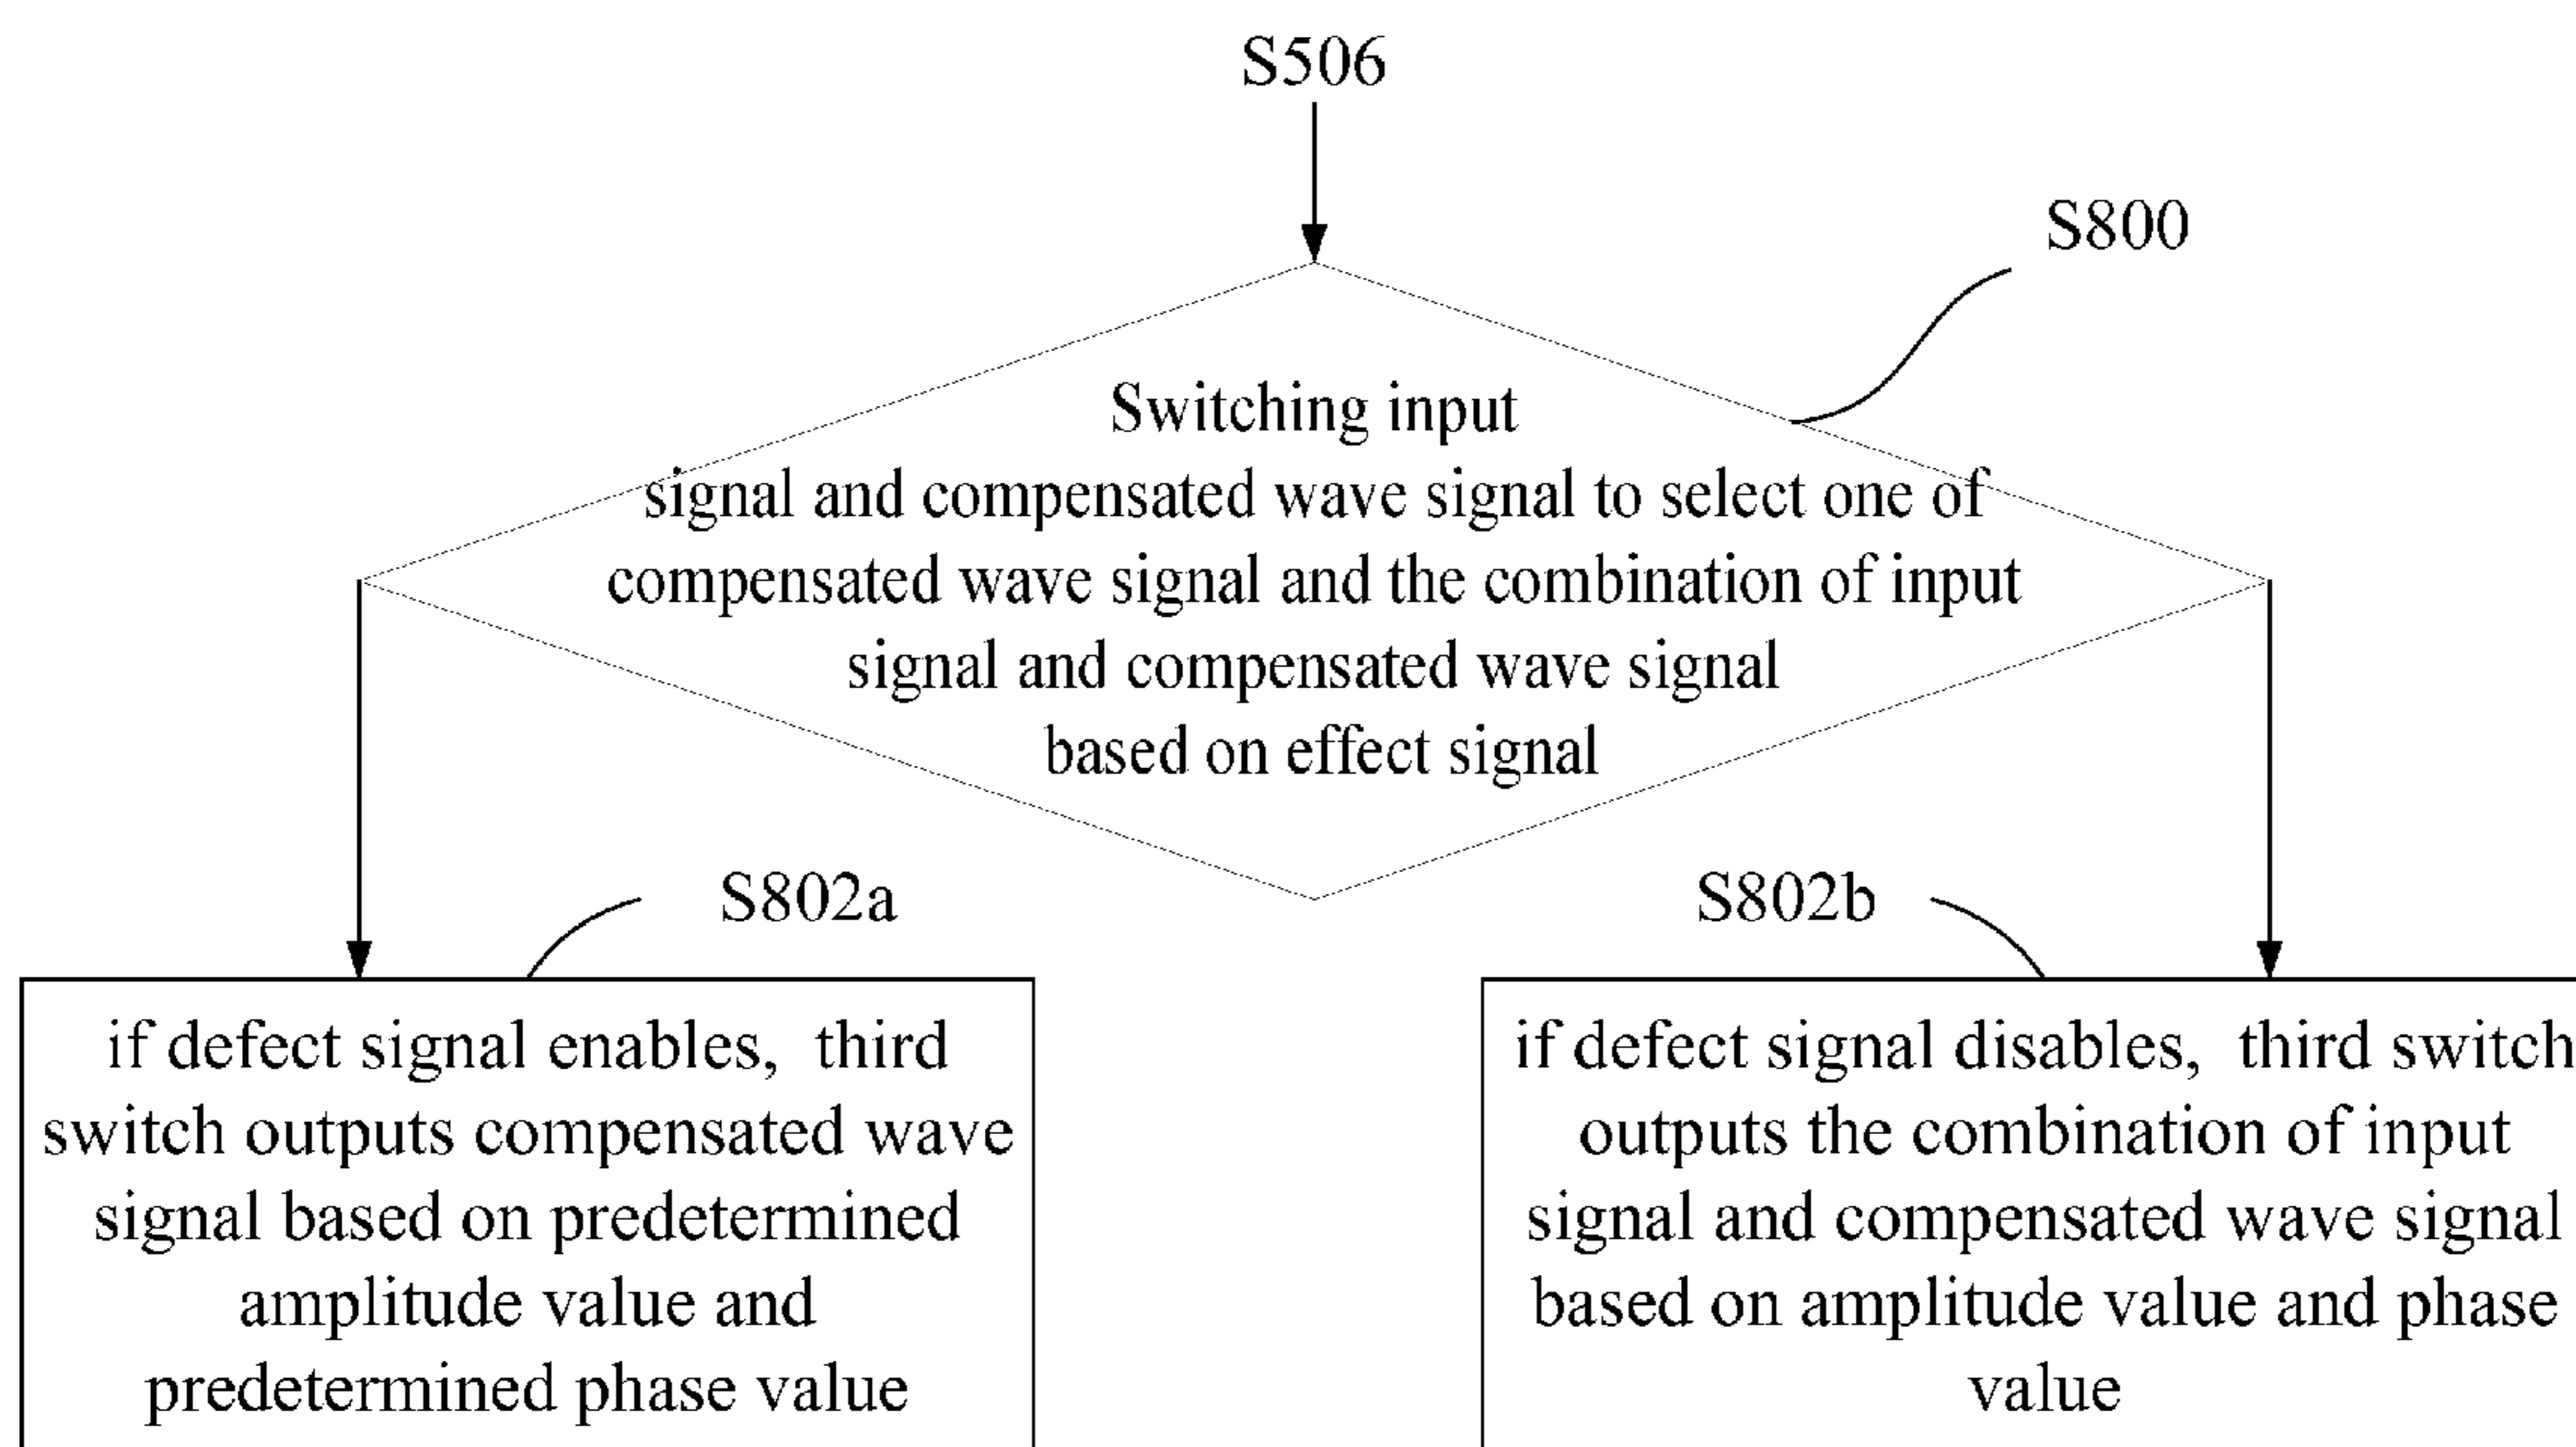 S506
S800
Switching input
signal and compensated wave signal to select one of
compensated wave signal and the combination of input
signal and compensated wave signal
based on effect signal
S802a
S802b
if defect signal enables, third
switch outputs compensated wave
signal based on predetermined
amplitude value and
predetermined phase value
if defect signal disables, third switch
outputs the combination of input
signal and compensated wave signal
based on amplitude value and phase
value